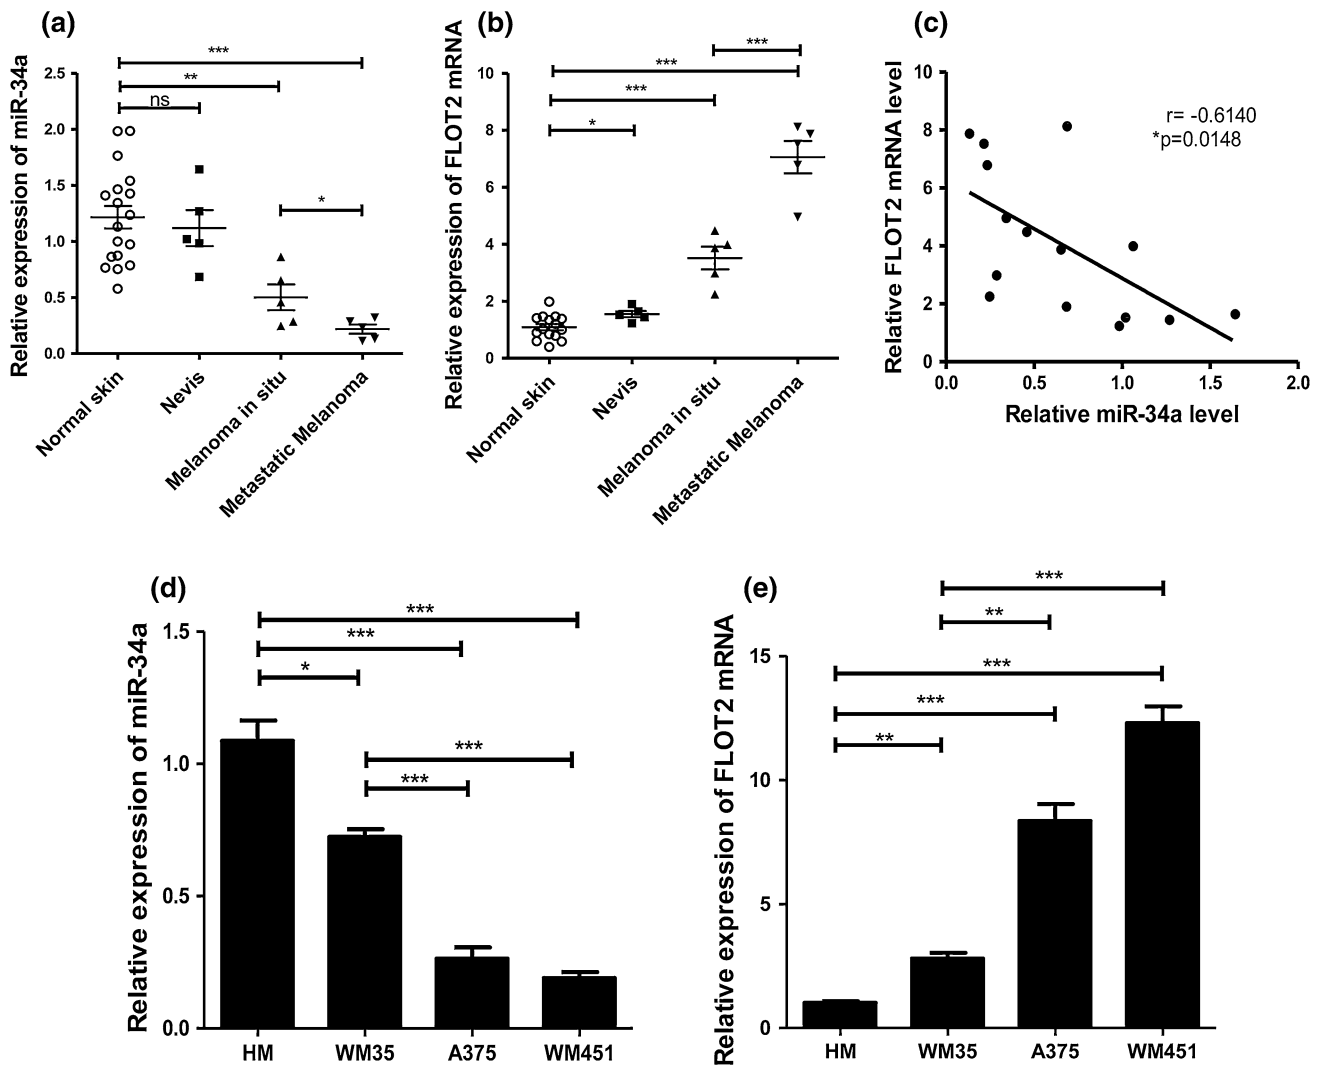 (a)
Relative expression of miR-34a
2.5
2.0
1.5
1.0
0.5
0.0
***
**
ns
*
Normal skin
Nevis
Melanoma in situ
Metastatic Melanoma
(b)
Relative expression of FLOT2 mRNA
10
8
6
4
2
0
***
***
***
*
Normal skin
Nevis
Melanoma in situ
Metastatic Melanoma
(c)
Relative FLOT2 mRNA level
10
8
6
4
2
0
r= -0.6140
*p=0.0148
0.0
0.5
1.0
1.5
2.0
Relative miR-34a level
(d)
Relative expression of miR-34a
1.5
1.0
0.5
0.0
***
***
*
***
***
HM
WM35
A375
WM451
(e)
Relative expression of FLOT2 mRNA
15
10
5
0
***
**
***
***
**
HM
WM35
A375
WM451